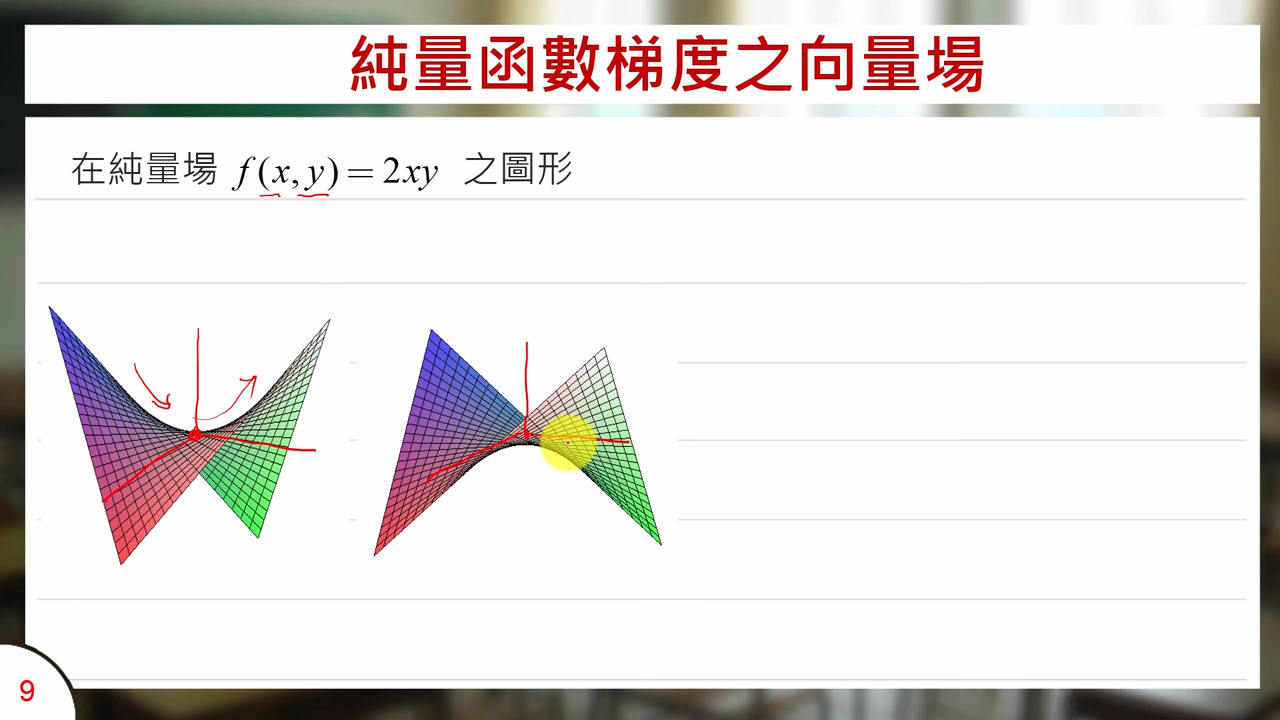 純量函數梯度之向量場
在純量場 f(x, y) = 2xy 之圖形
9